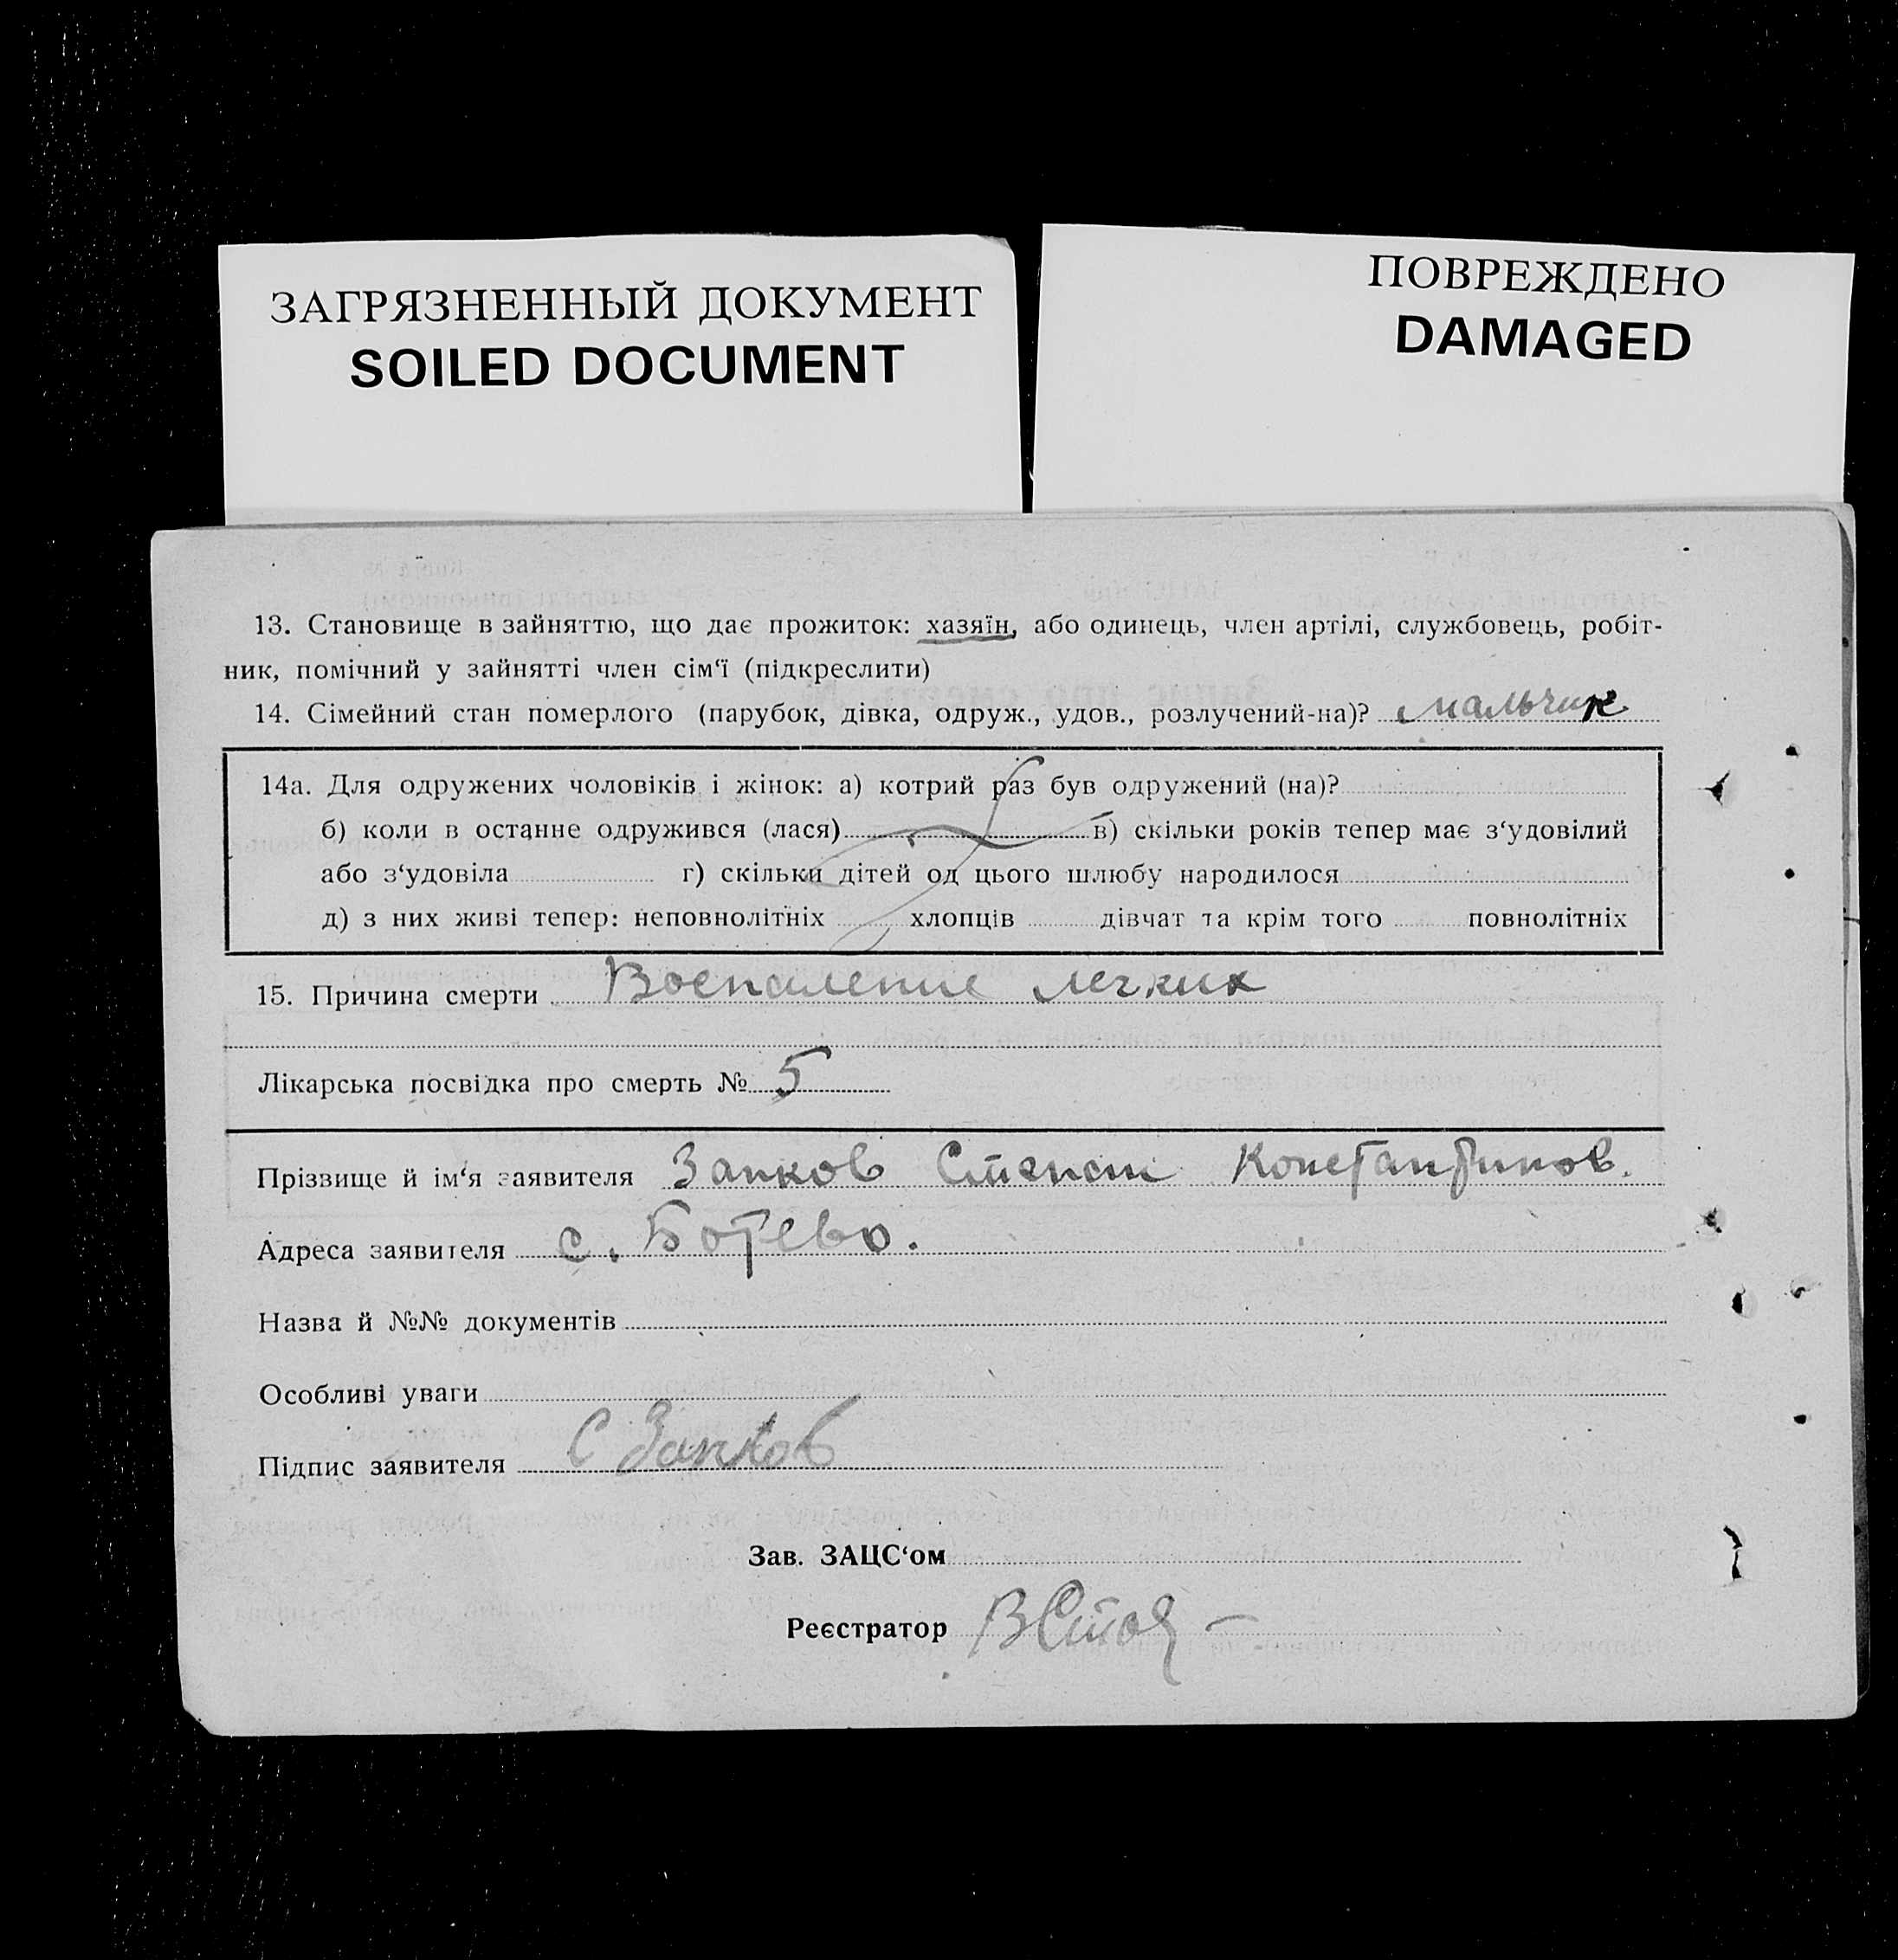 ЗАГРЯЗНЕННЫЙ ДОКУМЕНТ
SOILED DOCUMENT
ПОВРЕЖДЕНО
DAMAGED
13. Становище в зайняттю, що дає прожиток: хазяїн, або одинець, член артілі, службовець, робіт-
ник, помічний у зайнятті член сім‘ї (підкреслити)
14. Сімейний стан померлого (парубок, дівка, одруж., удов., розлучений-на)? мальчик
14а. Для одружених чоловіків і жінок: а) котрий раз був одружений (на)?
б) коли в останнє одружився (лася) в) скільки років тепер має з‘удовілий
або з‘удовіла г) скільки дітей од цього шлюбу народилося
д) з них живі тепер: неповнолітніх хлопців дівчат та крім того повнолітніх
15. Причина смерти Воспаление легких
Лікарська посвідка про смерть № 5
Прізвище й ім‘я заявителя Занков Константинов.
Адреса заявителя с. Ботево.
Назва й №№ документів
Особливі уваги
Підпис заявителя С Занков
Зав. ЗАЦС‘ом
Реєстратор